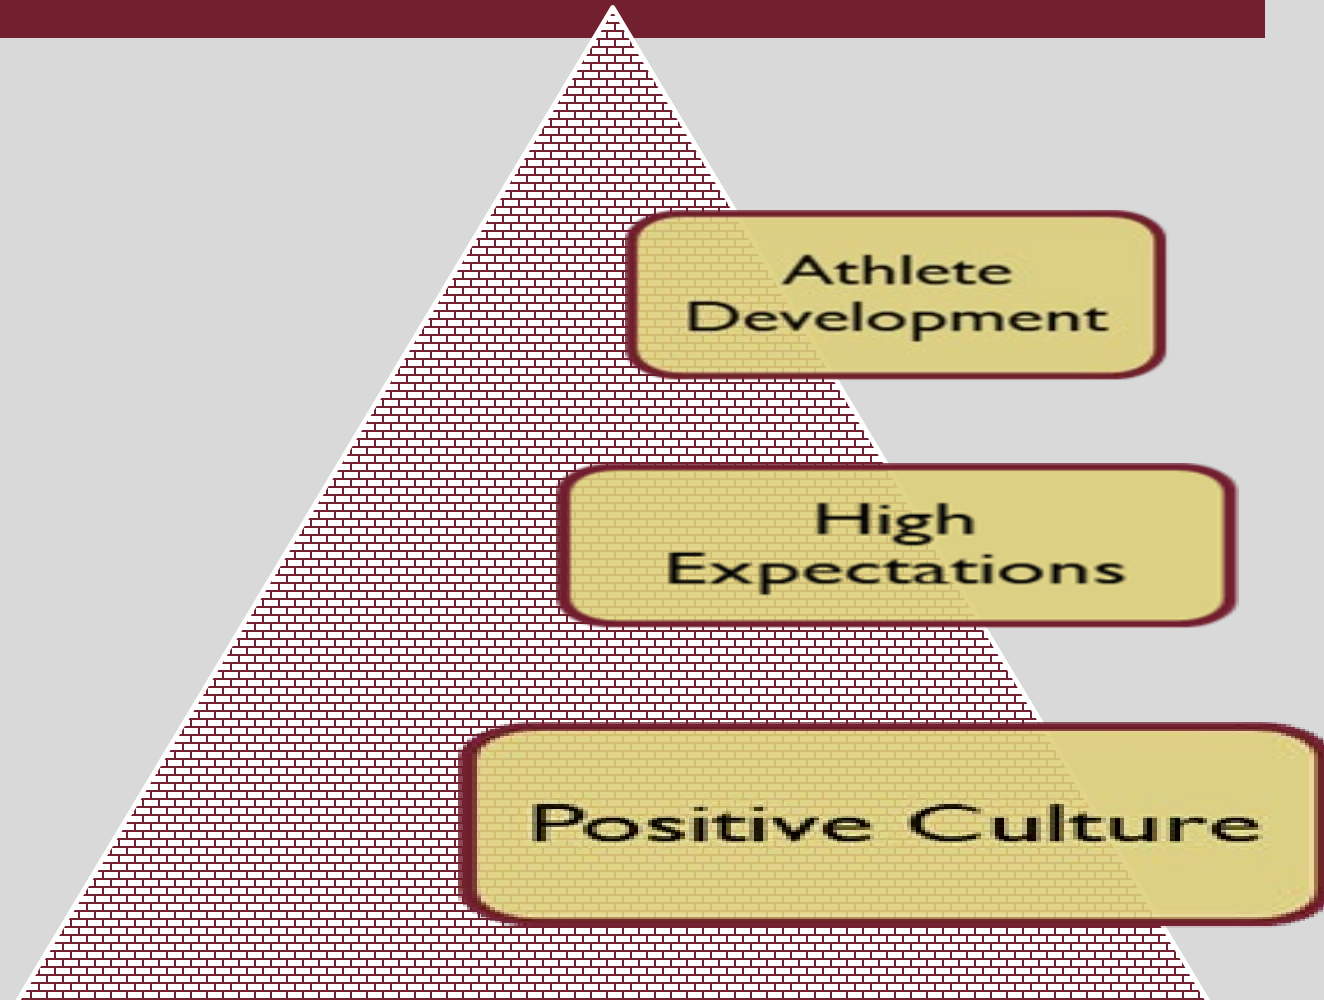 Athlete
Development
High
Expectations
Positive Culture